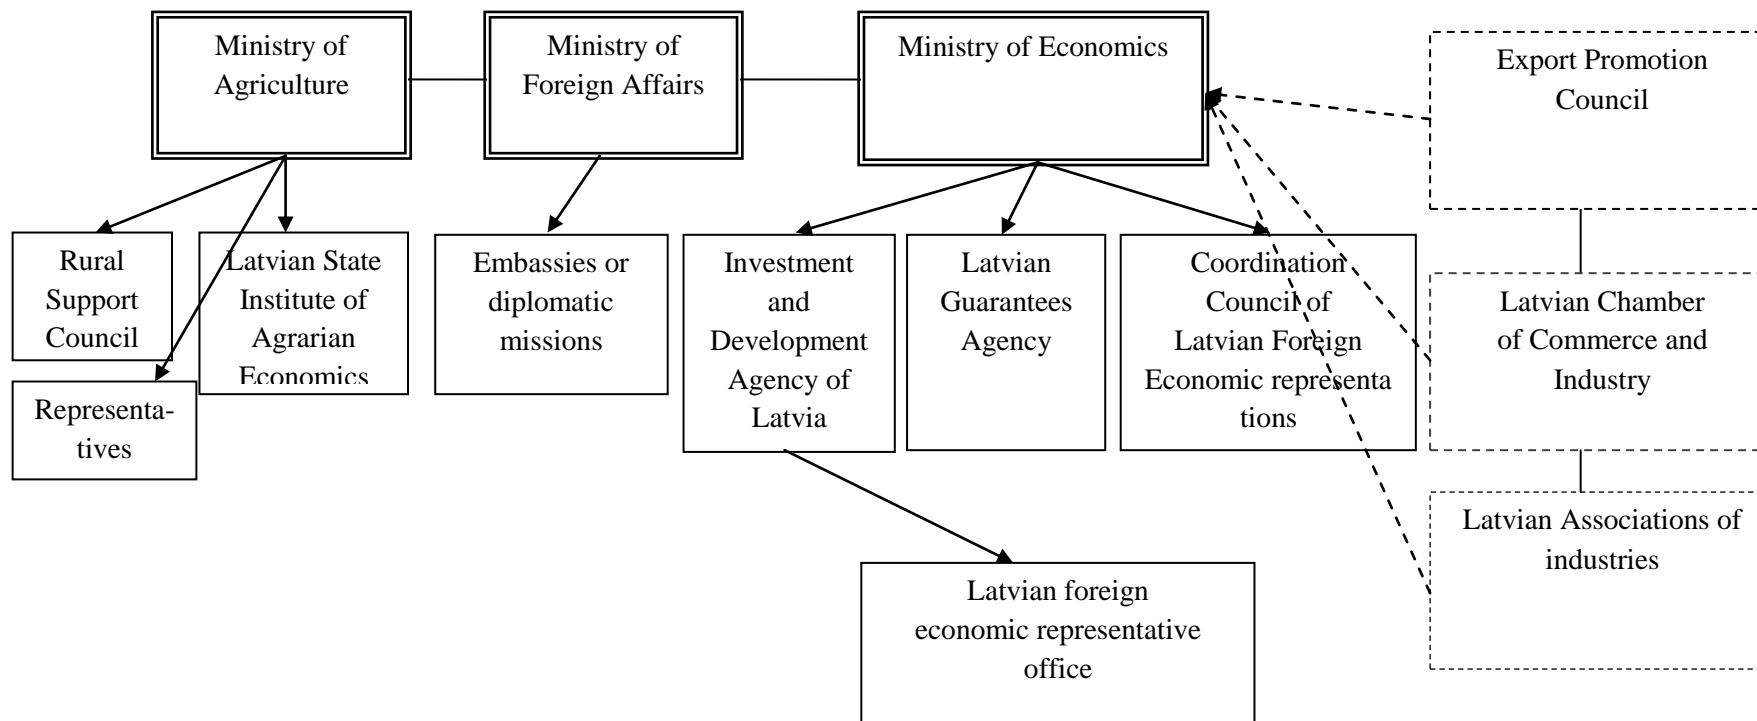 Ministry of
Agriculture
Ministry of
Foreign Affairs
Ministry of Economics
Export Promotion
Council
Rural
Support
Council
Latvian State
Institute of
Agrarian
Economics
Embassies or
diplomatic
missions
Investment
and
Development
Agency of
Latvia
Latvian
Guarantees
Agency
Coordination
Council of
Latvian Foreign
Economic representa
tions
Latvian Chamber
of Commerce and
Industry
Representa-
tives
Latvian Associations of
industries
Latvian foreign
economic representative
office